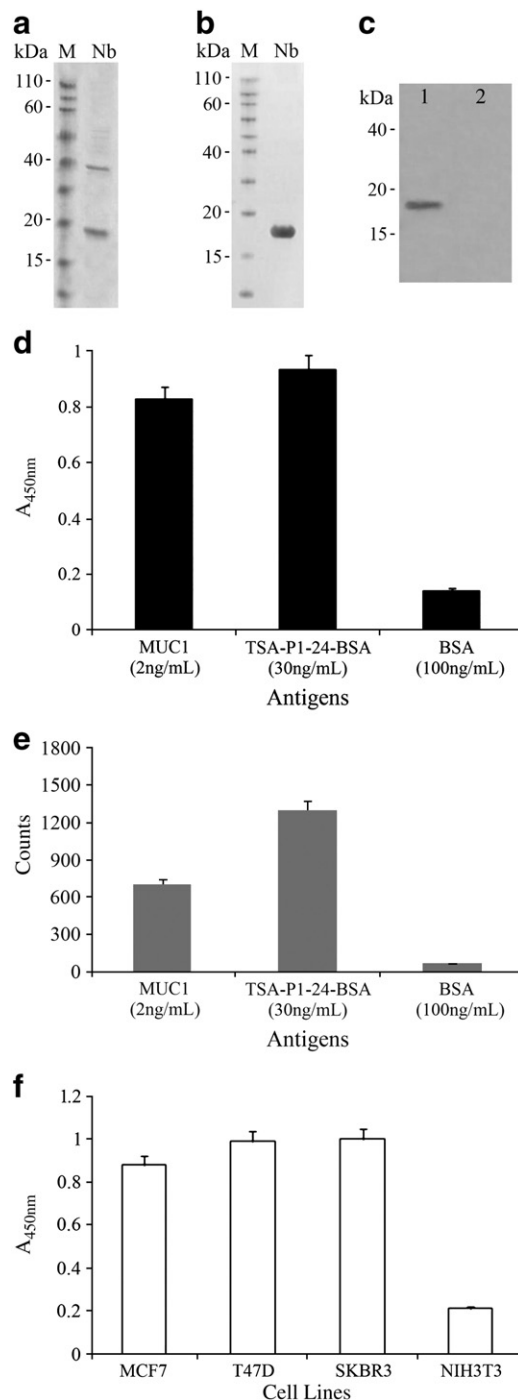 a
kDa M Nb
110-
60-
40-
20-
15-
b
kDa M Nb
110-
60-
40-
20-
15-
c
kDa 1 2
40-
20-
15-
d
1
0.8
0.6
0.4
0.2
0
A450nm
MUC1 TSA-P1-24-BSA BSA
(2ng/mL) (30ng/mL) (100ng/mL)
Antigens
e
1800
1500
1200
900
600
300
0
Counts
MUC1 TSA-P1-24-BSA BSA
(2ng/mL) (30ng/mL) (100ng/mL)
Antigens
f
1.2
1
0.8
0.6
0.4
0.2
0
A450nm
MCF7 T47D SKBR3 NIH3T3
Cell Lines